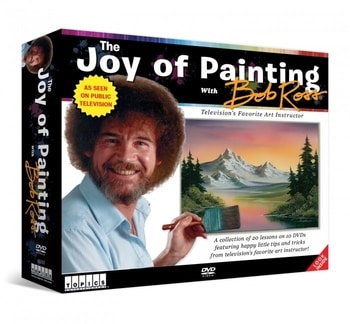 The
Joy of Painting
With Bob Ross
AS SEEN
ON PUBLIC
TELEVISION
Television's Favorite Art Instructor
A collection of 20 lessons on 10 DVDs
featuring happy little tips and tricks
from television's favorite art instructor!
DVD
TOPICS
The
Joy of Painting
With
Bob Ross
DVD